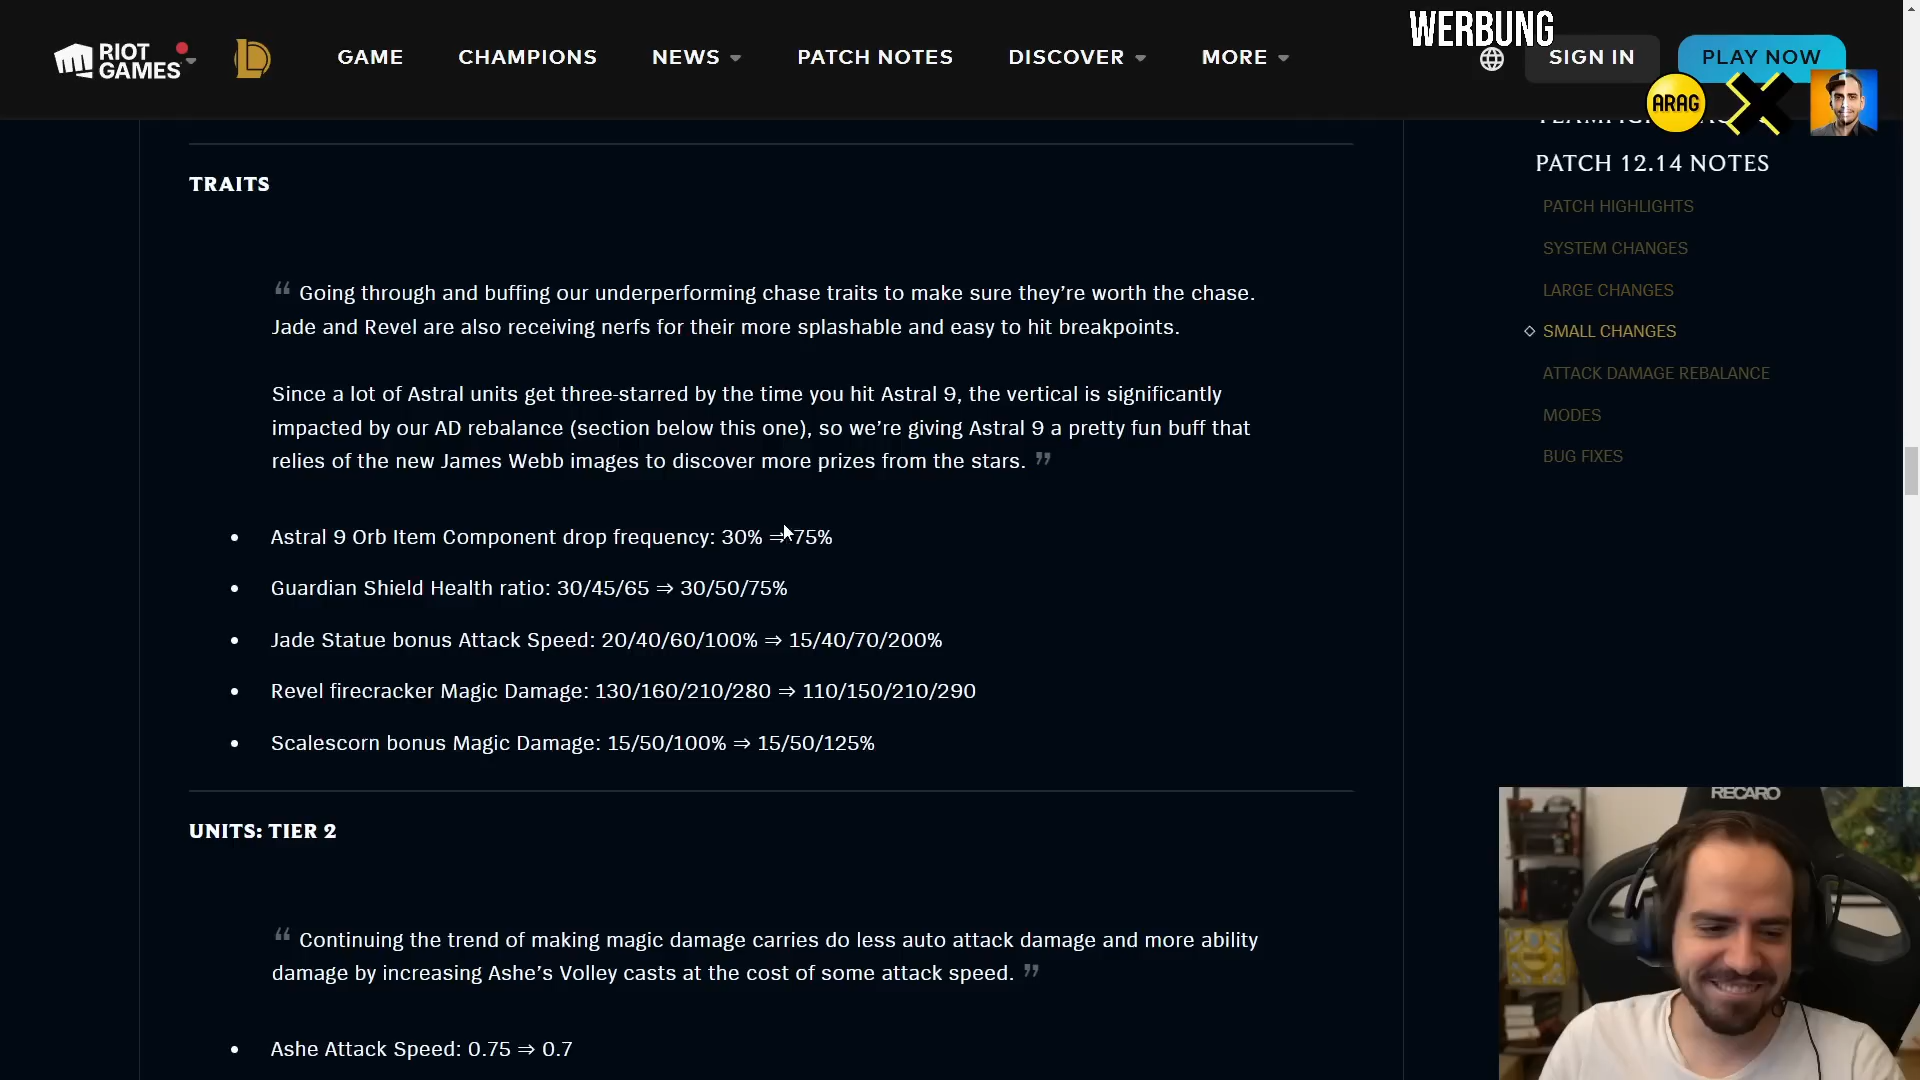 WERBUNG
RIOT GAMES
GAME
CHAMPIONS
NEWS
PATCH NOTES
DISCOVER
MORE
SIGN IN
PLAY NOW
ARAG
TRAITS
“ Going through and buffing our underperforming chase traits to make sure they’re worth the chase.
Jade and Revel are also receiving nerfs for their more splashable and easy to hit breakpoints.
Since a lot of Astral units get three-starred by the time you hit Astral 9, the vertical is significantly
impacted by our AD rebalance (section below this one), so we’re giving Astral 9 a pretty fun buff that
relies of the new James Webb images to discover more prizes from the stars. ”
• Astral 9 Orb Item Component drop frequency: 30% ⇒ 75%
• Guardian Shield Health ratio: 30/45/65 ⇒ 30/50/75%
• Jade Statue bonus Attack Speed: 20/40/60/100% ⇒ 15/40/70/200%
• Revel firecracker Magic Damage: 130/160/210/280 ⇒ 110/150/210/290
• Scalescorn bonus Magic Damage: 15/50/100% ⇒ 15/50/125%
UNITS: TIER 2
“ Continuing the trend of making magic damage carries do less auto attack damage and more ability
damage by increasing Ashe’s Volley casts at the cost of some attack speed. ”
• Ashe Attack Speed: 0.75 ⇒ 0.7
PATCH 12.14 NOTES
PATCH HIGHLIGHTS
SYSTEM CHANGES
LARGE CHANGES
SMALL CHANGES
ATTACK DAMAGE REBALANCE
MODES
BUG FIXES
RECARO